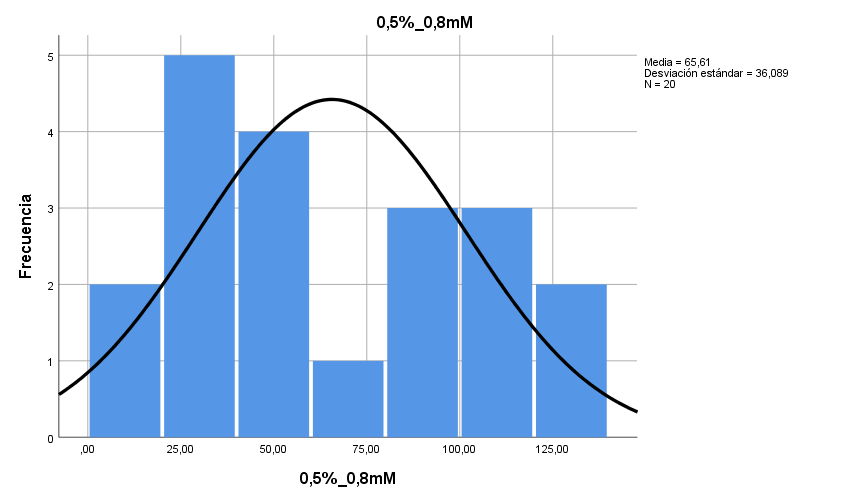 0,5%_0,8mM
Media = 65,61
Desviación estándar = 36,089
N = 20
Frecuencia
5
4
3
2
1
0
,00 25,00 50,00 75,00 100,00 125,00
0,5%_0,8mM